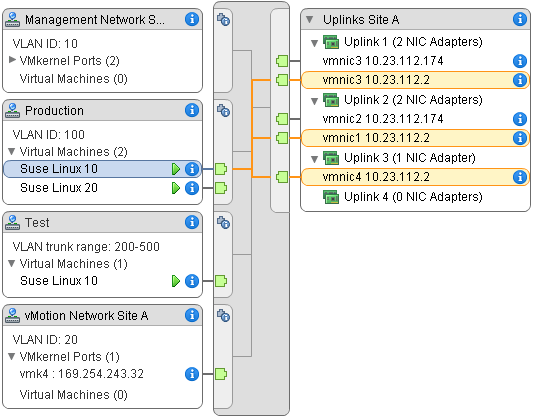 Management Network S...
VLAN ID: 10
VMkernel Ports (2)
Virtual Machines (0)
Production
VLAN ID: 100
Virtual Machines (2)
Suse Linux 10
Suse Linux 20
Test
VLAN trunk range: 200-500
Virtual Machines (1)
Suse Linux 10
vMotion Network Site A
VLAN ID: 20
VMkernel Ports (1)
vmk4 : 169.254.243.32
Virtual Machines (0)
Uplinks Site A
Uplink 1 (2 NIC Adapters)
vmnic3 10.23.112.174
vmnic3 10.23.112.2
Uplink 2 (2 NIC Adapters)
vmnic2 10.23.112.174
vmnic1 10.23.112.2
Uplink 3 (1 NIC Adapter)
vmnic4 10.23.112.2
Uplink 4 (0 NIC Adapters)